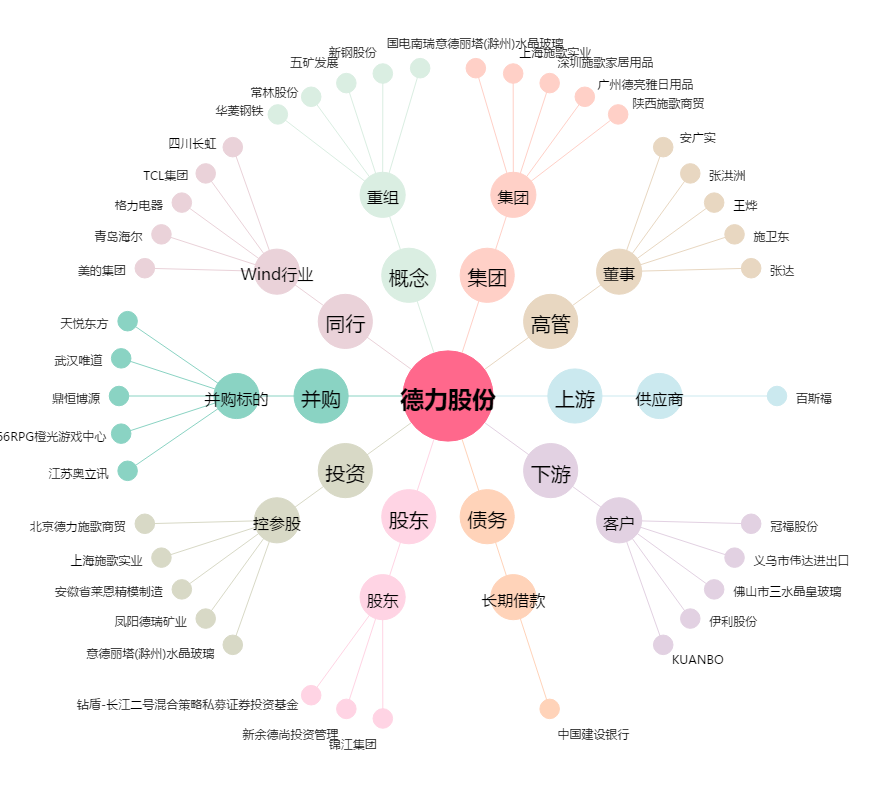 国电南瑞
意德丽塔(滁州)水晶玻璃
新钢股份
上海施歌实业
五矿发展
深圳施歌家居用品
常林股份
广州德亮雅日用品
华菱钢铁
陕西施歌商贸
四川长虹
安广实
TCL集团
张洪洲
格力电器
王烨
青岛海尔
施卫东
美的集团
张达
重组
集团
Wind行业
董事
概念
集团
同行
高管
天悦东方
武汉唯道
鼎恒博源
66RPG橙光游戏中心
江苏奥立讯
并购标的
并购
德力股份
上游
供应商
百斯福
投资
下游
控参股
股东
债务
客户
北京德力施歌商贸
冠福股份
上海施歌实业
义乌市伟达进出口
安徽省莱恩精模制造
佛山市三水晶皇玻璃
凤阳德瑞矿业
伊利股份
意德丽塔(滁州)水晶玻璃
KUANBO
股东
长期借款
钻盾-长江二号混合策略私募证券投资基金
新余德尚投资管理
锦江集团
中国建设银行